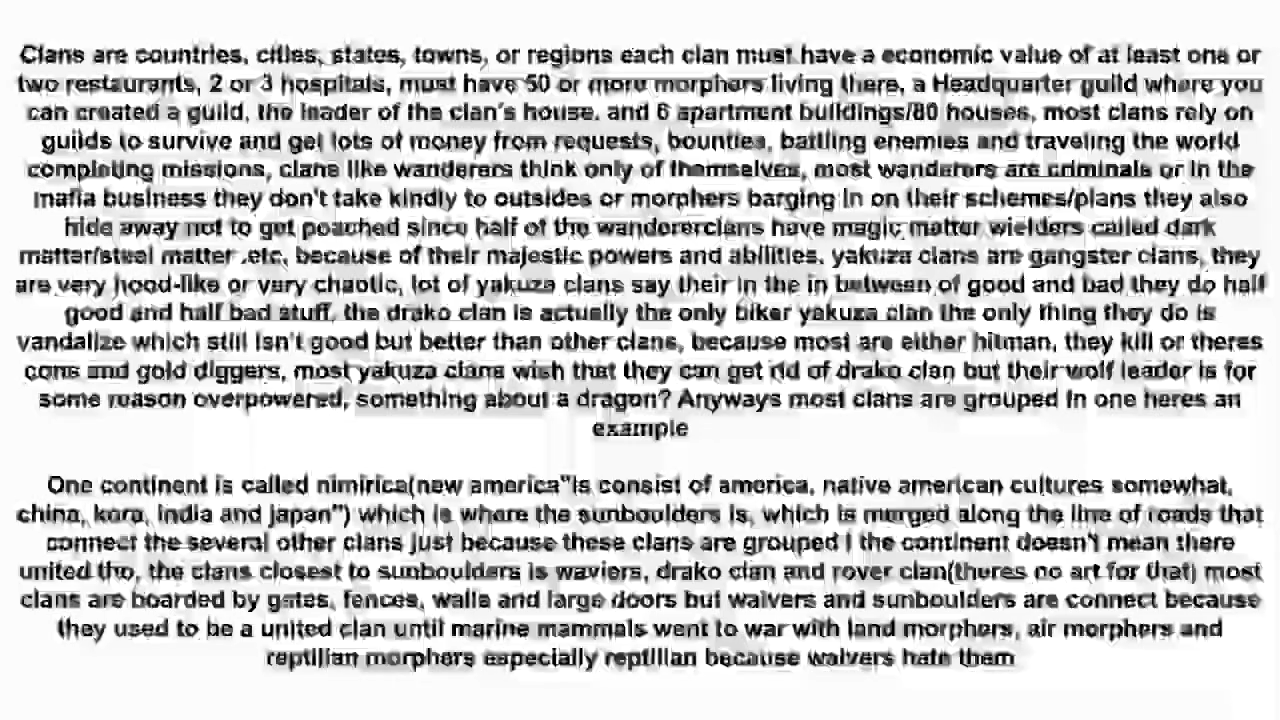 Clans are countries, cities, states, towns, or regions each clan must have a economic value of at least one or
two restaurants, 2 or 3 hospitals, must have 50 or more morphers living there, a Headquarter guild where you
can created a guild, the leader of the clan's house. and 6 apartment buildings/80 houses, most clans rely on
guilds to survive and get lots of money from requests, bounties, battling enemies and traveling the world
completing missions, clans like wanderers think only of themselves, most wanderers are criminals or in the
mafia business they don't take kindly to outsides or morphers barging in on their schemes/plans they also
hide away not to get poached since half of the wandererclans have magic matter wielders called dark
matter/steel matter .etc. because of their majestic powers and abilities. yakuza clans are gangster clans, they
are very hood-like or very chaotic, lot of yakuza clans say their in the in between of good and bad they do half
good and half bad stuff, the drako clan is actually the only biker yakuza clan the only thing they do is
vandalize which still isn't good but better than other clans, because most are either hitman, they kill or theres
cons and gold diggers, most yakuza clans wish that they can get rid of drako clan but their wolf leader is for
some reason overpowered, something about a dragon? Anyways most clans are grouped in one heres an
example
One continent is called nimirica(new america"is consist of america, native american cultures somewhat,
china, kora, india and japan") which is where the sunboulders is, which is merged along the line of roads that
connect the several other clans just because these clans are grouped i the continent doesn't mean there
united tho, the clans closest to sunboulders is waviers, drako clan and rover clan(theres no art for that) most
clans are boarded by gates, fences, walls and large doors but waivers and sunboulders are connect because
they used to be a united clan until marine mammals went to war with land morphers, air morphers and
reptilian morphers especially reptilian because waivers hate them